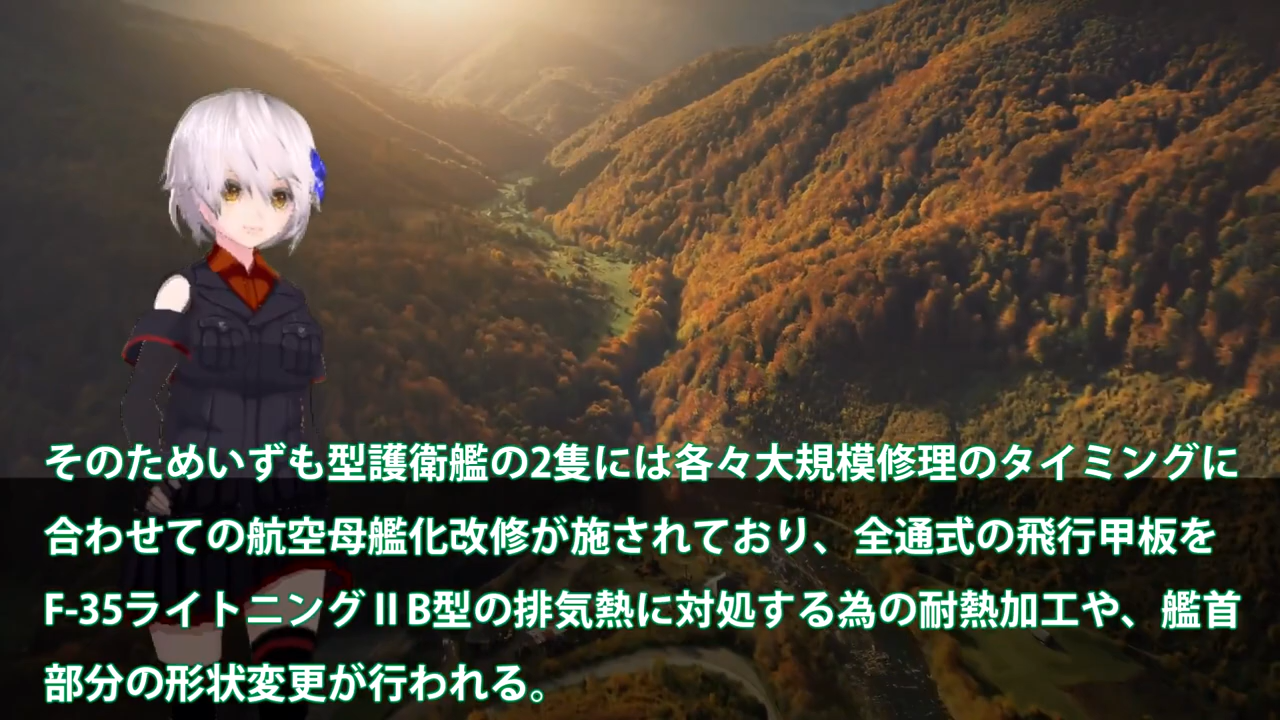 そのためいずも型護衛艦の2隻には各々大規模修理のタイミングに
合わせての航空母艦化改修が施されており、全通式の飛行甲板を
F-35ライトニングⅡB型の排気熱に対処する為の耐熱加工や、艦首
部分の形状変更が行われる。